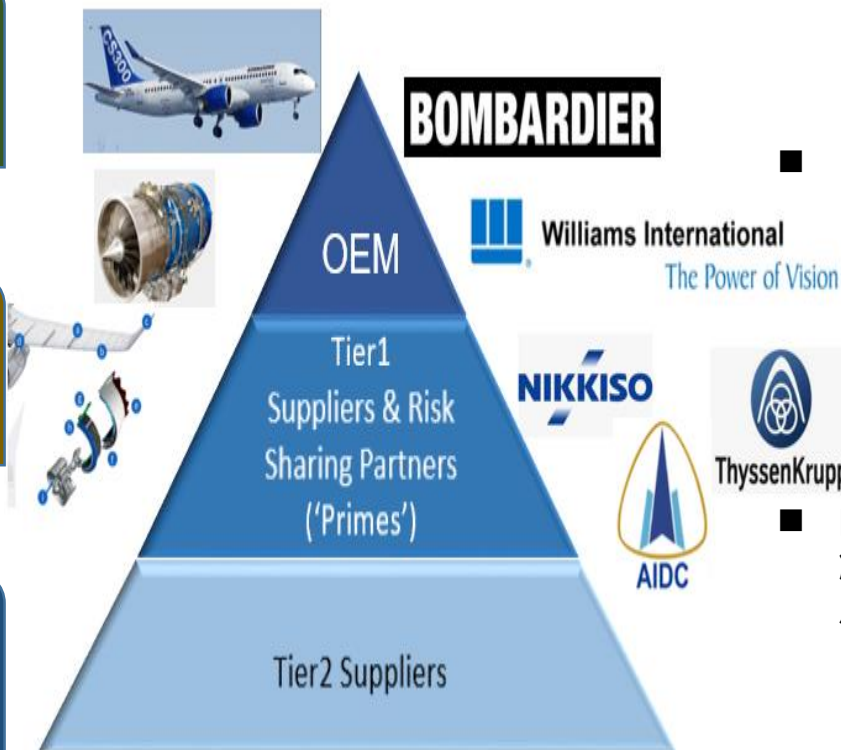 CS300
BOMBARDIER
OEM
Williams International
The Power of Vision
Tier1
Suppliers & Risk
Sharing Partners
(‘Primes’)
NIKKISO
ThyssenKrupp
AIDC
Tier2 Suppliers